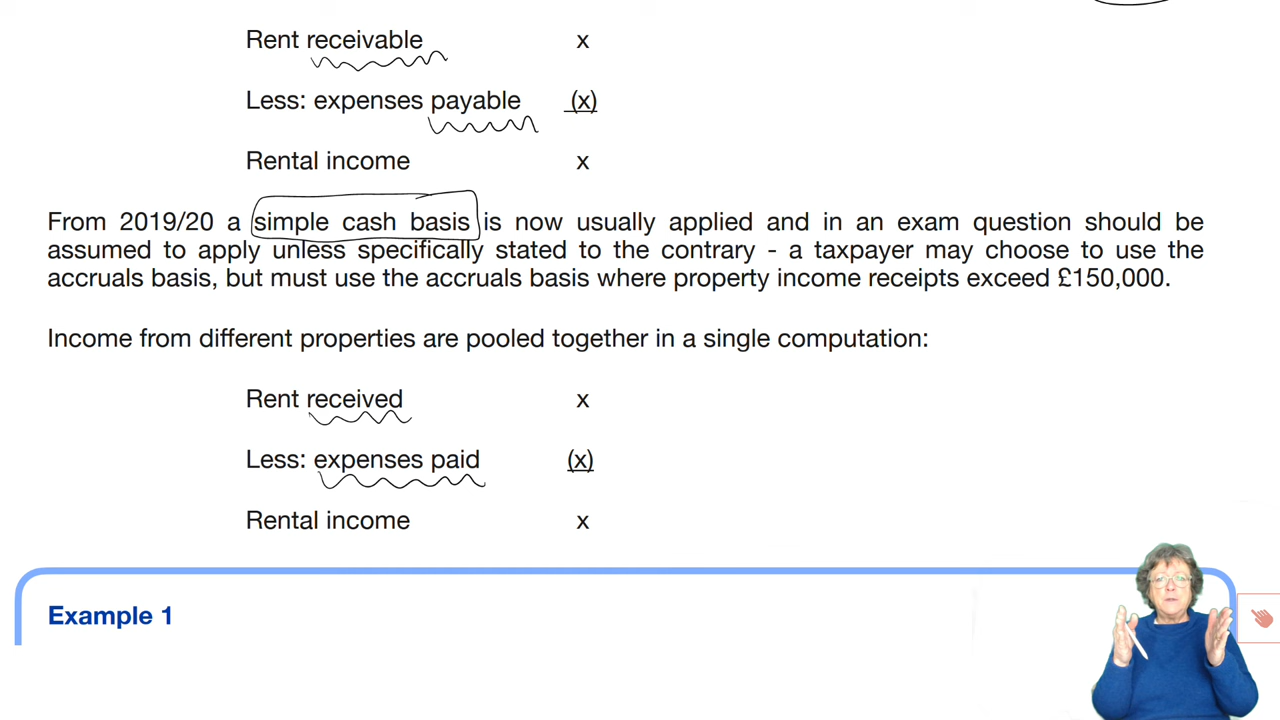 Rent receivable x
Less: expenses payable (x)
Rental income x
From 2019/20 a simple cash basis is now usually applied and in an exam question should be
assumed to apply unless specifically stated to the contrary - a taxpayer may choose to use the
accruals basis, but must use the accruals basis where property income receipts exceed £150,000.
Income from different properties are pooled together in a single computation:
Rent received x
Less: expenses paid (x)
Rental income x
Example 1